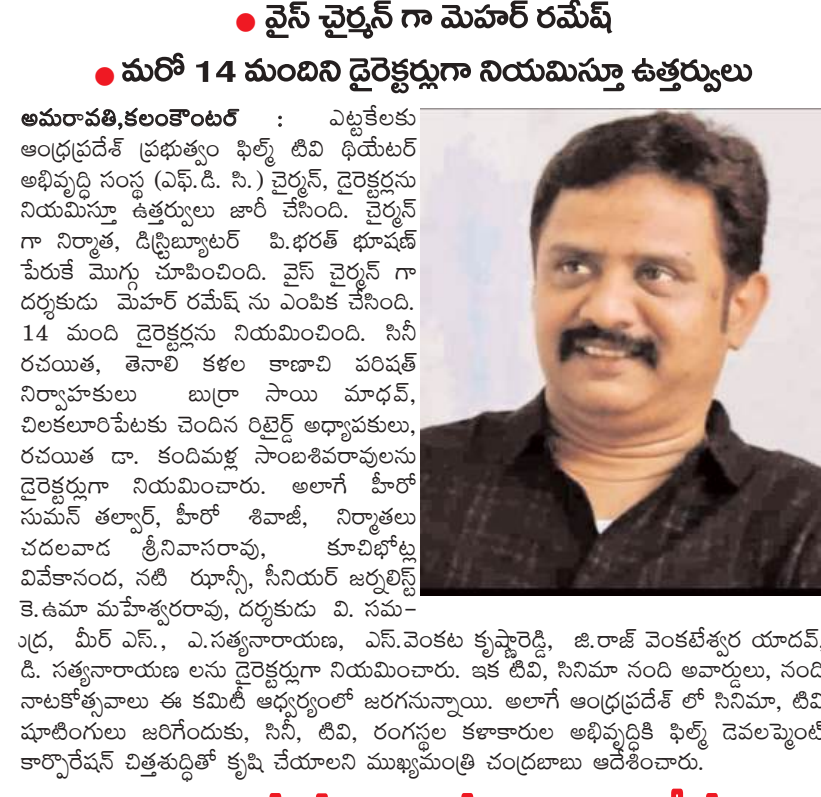 ● వైస్ చైర్మన్ గా మెహర్ రమేష్
● మరో 14 మందిని డైరెక్టర్లుగా నియమిస్తూ ఉత్తర్వులు
అమరావతి,కలంకౌంటర్ : ఎట్టకేలకు
ఆంధ్రప్రదేశ్ ప్రభుత్వం ఫిల్మ్ టివి థియేటర్
అభివృద్ధి సంస్థ (ఎఫ్.డి. సి.) చైర్మన్, డైరెక్టర్లను
నియమిస్తూ ఉత్తర్వులు జారీ చేసింది. చైర్మన్
గా నిర్మాత, డిస్ట్రిబ్యూటర్ పి.భరత్ భూషణ్
పేరుకే మొగ్గు చూపించింది. వైస్ చైర్మన్ గా
దర్శకుడు మెహర్ రమేష్ ను ఎంపిక చేసింది.
14 మంది డైరెక్టర్లను నియమించింది. సినీ
రచయిత, తెనాలి కళల కాణాచి పరిషత్
నిర్వాహకులు బుర్రా సాయి మాధవ్,
చిలకలూరిపేటకు చెందిన రిటైర్డ్ అధ్యాపకులు,
రచయిత డా. కందిమళ్ల సాంబశివరావులను
డైరెక్టర్లుగా నియమించారు. అలాగే హీరో
సుమన్ తల్వార్, హీరో శివాజీ, నిర్మాతలు
చదలవాడ శ్రీనివాసరావు, కూచిభోట్ల
వివేకానంద, నటి ఝాన్సీ, సీనియర్ జర్నలిస్ట్
కె.ఉమా మహేశ్వరరావు, దర్శకుడు వి. సమ-
ుద్ర, మీర్ ఎస్., ఎ.సత్యనారాయణ, ఎస్.వెంకట కృష్ణారెడ్డి, జి.రాజ్ వెంకటేశ్వర యాదవ్,
డి. సత్యనారాయణ లను డైరెక్టర్లుగా నియమించారు. ఇక టివి, సినిమా నంది అవార్డులు, నంది
నాటకోత్సవాలు ఈ కమిటీ ఆధ్వర్యంలో జరగనున్నాయి. అలాగే ఆంధ్రప్రదేశ్ లో సినిమా, టివి
షూటింగులు జరిగేందుకు, సినీ, టివి, రంగస్థల కళాకారుల అభివృద్ధికి ఫిల్మ్ డెవలప్మెంట్
కార్పొరేషన్ చిత్తశుద్ధితో కృషి చేయాలని ముఖ్యమంత్రి చంద్రబాబు ఆదేశించారు.